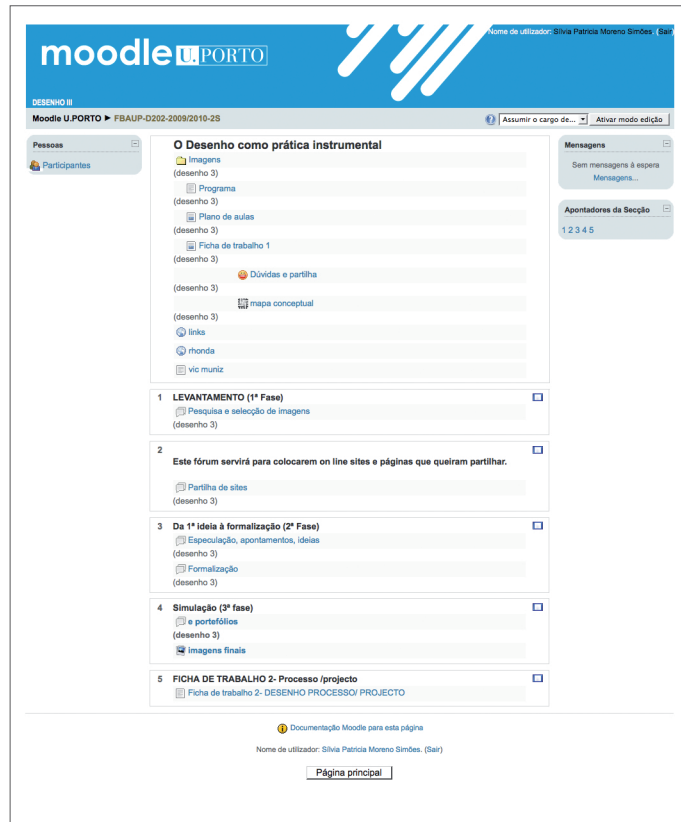 Nome de utilizador: Sílvia Patricia Moreno Simões. (Sair)
moodle U. PORTO
DESENHO III
Moodle U.PORTO ► FBAUP-D202-2009/2010-2S
Assumir o cargo de...
Ativar modo edição
Pessoas
Participantes
O Desenho como prática instrumental
Imagens
(desenho 3)
Programa
(desenho 3)
Plano de aulas
(desenho 3)
Ficha de trabalho 1
(desenho 3)
Dúvidas e partilha
(desenho 3)
mapa conceptual
(desenho 3)
links
rhonda
vic muniz
Mensagens
Sem mensagens à espera
Mensagens...
Apontadores da Secção
1 2 3 4 5
1 LEVANTAMENTO (1ª Fase)
Pesquisa e selecção de imagens
(desenho 3)
2
Este fórum servirá para colocarem on line sites e páginas que queiram partilhar.
Partilha de sites
(desenho 3)
3 Da 1ª ideia à formalização (2ª Fase)
Especulação, apontamentos, ideias
(desenho 3)
Formalização
(desenho 3)
4 Simulação (3ª fase)
e portefólios
(desenho 3)
imagens finais
5 FICHA DE TRABALHO 2- Processo /projecto
Ficha de trabalho 2- DESENHO PROCESSO/ PROJECTO
Documentação Moodle para esta página
Nome de utilizador: Sílvia Patricia Moreno Simões. (Sair)
Página principal